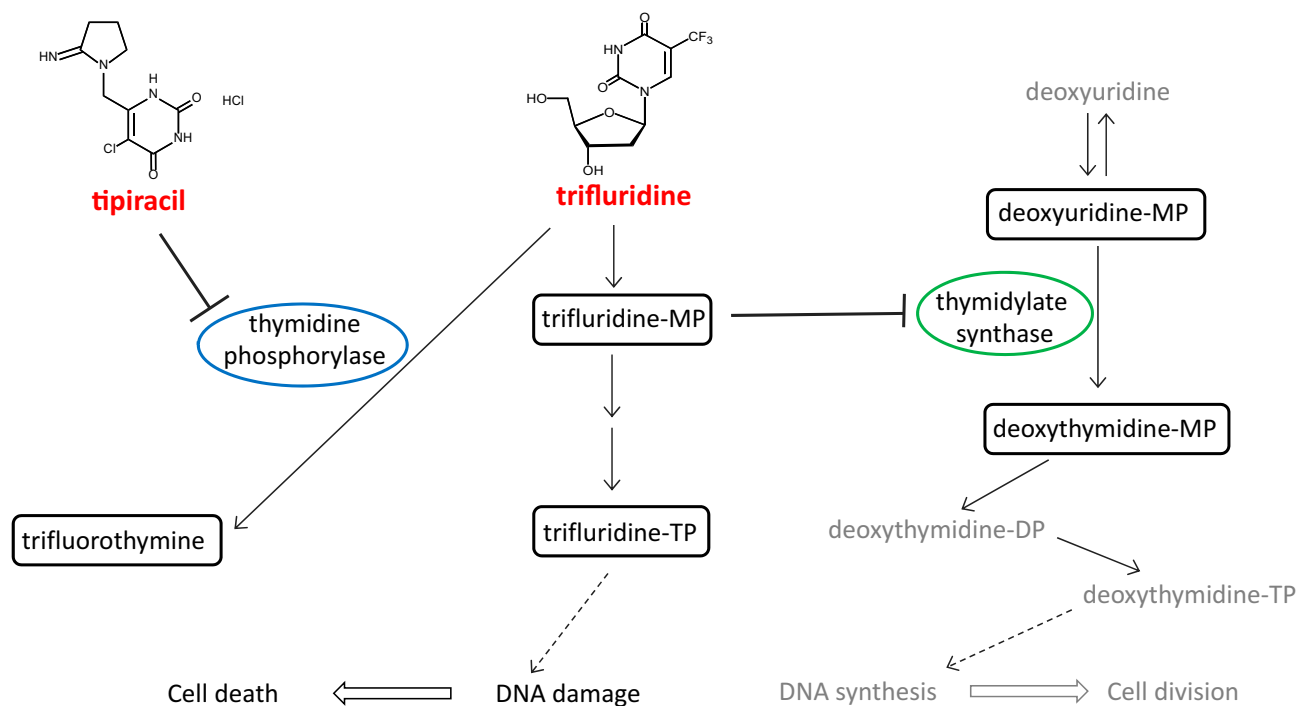 HN
N
H
N
O
HCl
NH
Cl
O
tipiracil
O
HN
CF3
O
N
HO
O
OH
trifluridine
deoxyuridine
deoxyuridine-MP
thymidine
phosphorylase
trifluridine-MP
thymidylate
synthase
deoxythymidine-MP
trifluorothymine
trifluridine-TP
deoxythymidine-DP
deoxythymidine-TP
Cell death
DNA damage
DNA synthesis
Cell division